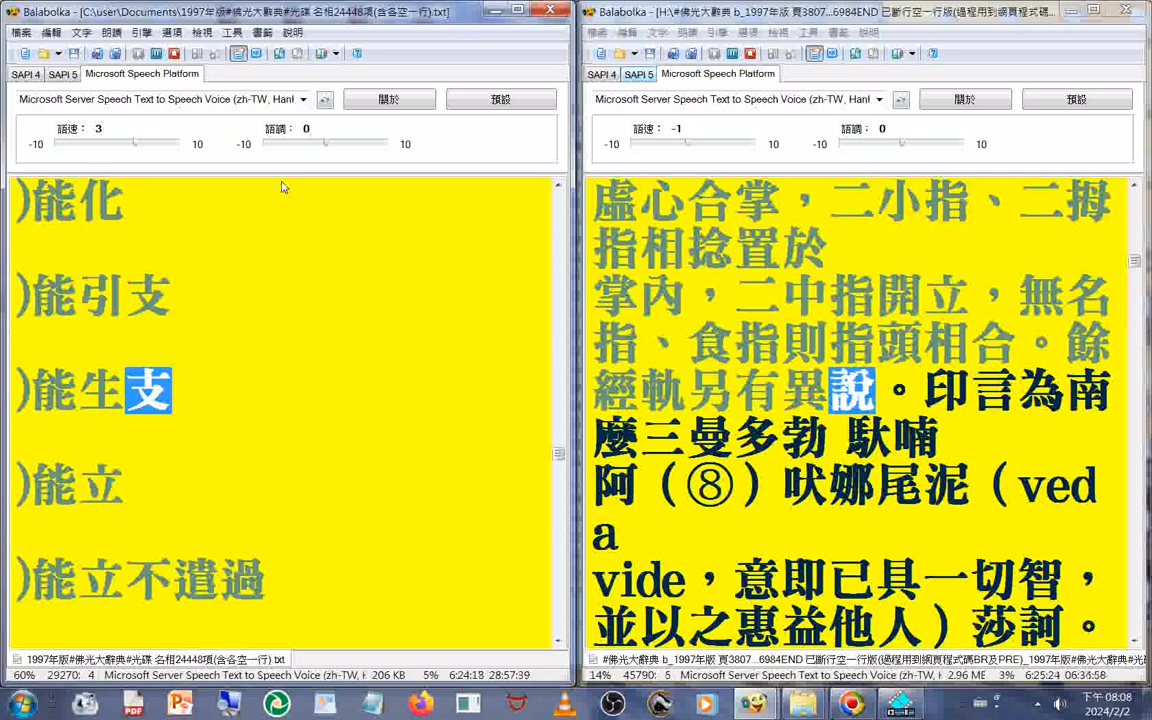 Balabolka - [C:\user\Documents\1997年版#佛光大辭典#光碟 名相24448項(含各空一行).txt]
檔案 編輯 文字 朗讀 引擎 選項 檢視 工具 書籤 說明
SAPI 4 SAPI 5 Microsoft Speech Platform
Microsoft Server Speech Text to Speech Voice (zh-TW, Hanl
關於 預設
語速： 3 語調： 0
-10 10 -10 10
)能化
)能引支
)能生支
)能立
)能立不遣過
1997年版#佛光大辭典#光碟 名相24448項(含各空一行).txt
60% 29270: 4 Microsoft Server Speech Text to Speech Voice (zh-TW, H 206 KB 5% 6:24:18 28:57:39
Balabolka - [H:\#佛光大辭典 b_1997年版 頁3807...6984END 已斷行空一行版(過程用到網頁程式碼...
檔案 編輯 文字 朗讀 引擎 選項 檢視 工具 書籤 說明
SAPI 4 SAPI 5 Microsoft Speech Platform
Microsoft Server Speech Text to Speech Voice (zh-TW, Hanl
關於 預設
語速： -1 語調： 0
-10 10 -10 10
虛心合掌，二小指、二拇
指相捻置於
掌內，二中指開立，無名
指、食指則指頭相合。餘
經軌另有異說。印言為南
麼三曼多勃 馱喃
阿（⑧）吠娜尾泥（ved
a
vide，意即已具一切智，
並以之惠益他人）莎訶。
#佛光大辭典 b_1997年版 頁3807...6984END 已斷行空一行版(過程用到網頁程式碼BR及PRE)_1997年版#佛光大辭典#光
14% 45790: 5 Microsoft Server Speech Text to Speech Voice (zh-TW, H 2.96 MB 3% 6:25:24
下午 08:08
2024/2/2